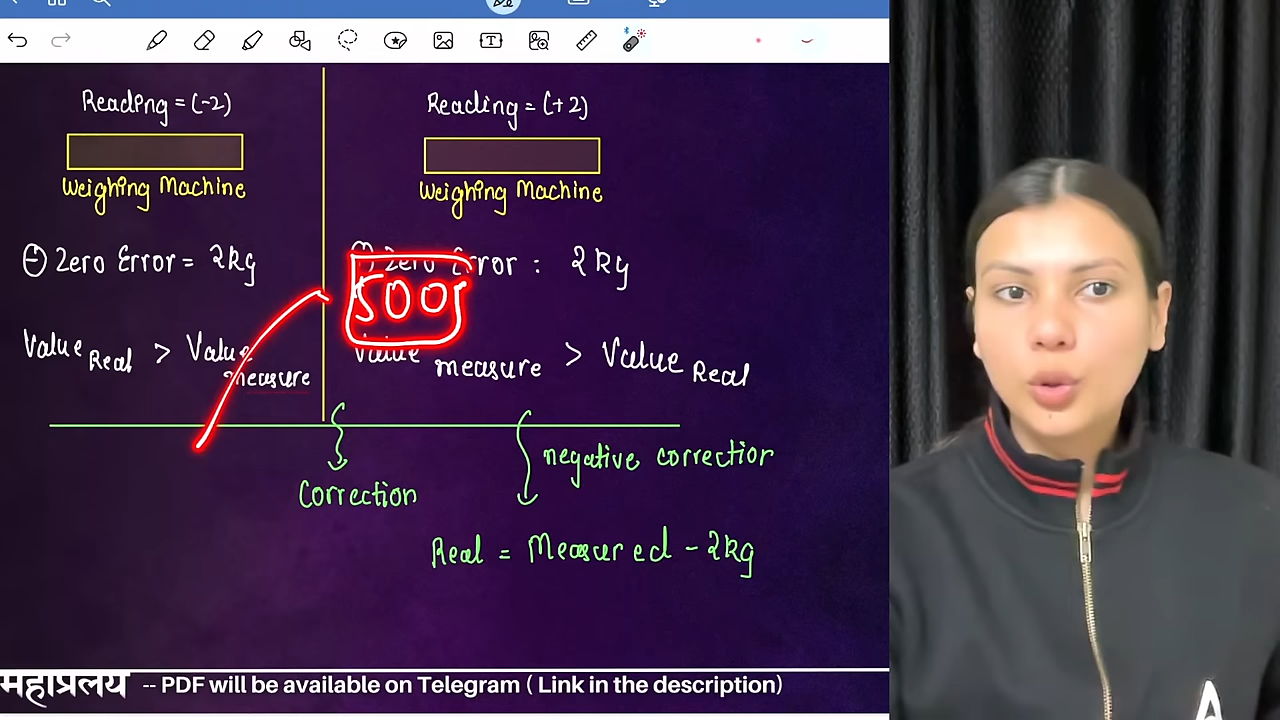 Reading = (-2)
Weighing Machine
⊖ Zero Error = 2kg
Value Real > Value measure
Reading = (+2)
Weighing Machine
Zero Error : 2kg
500
Value measure > Value Real
Correction
negative correction
Real = Measured - 2kg
महाप्रलय -- PDF will be available on Telegram ( Link in the description)
A